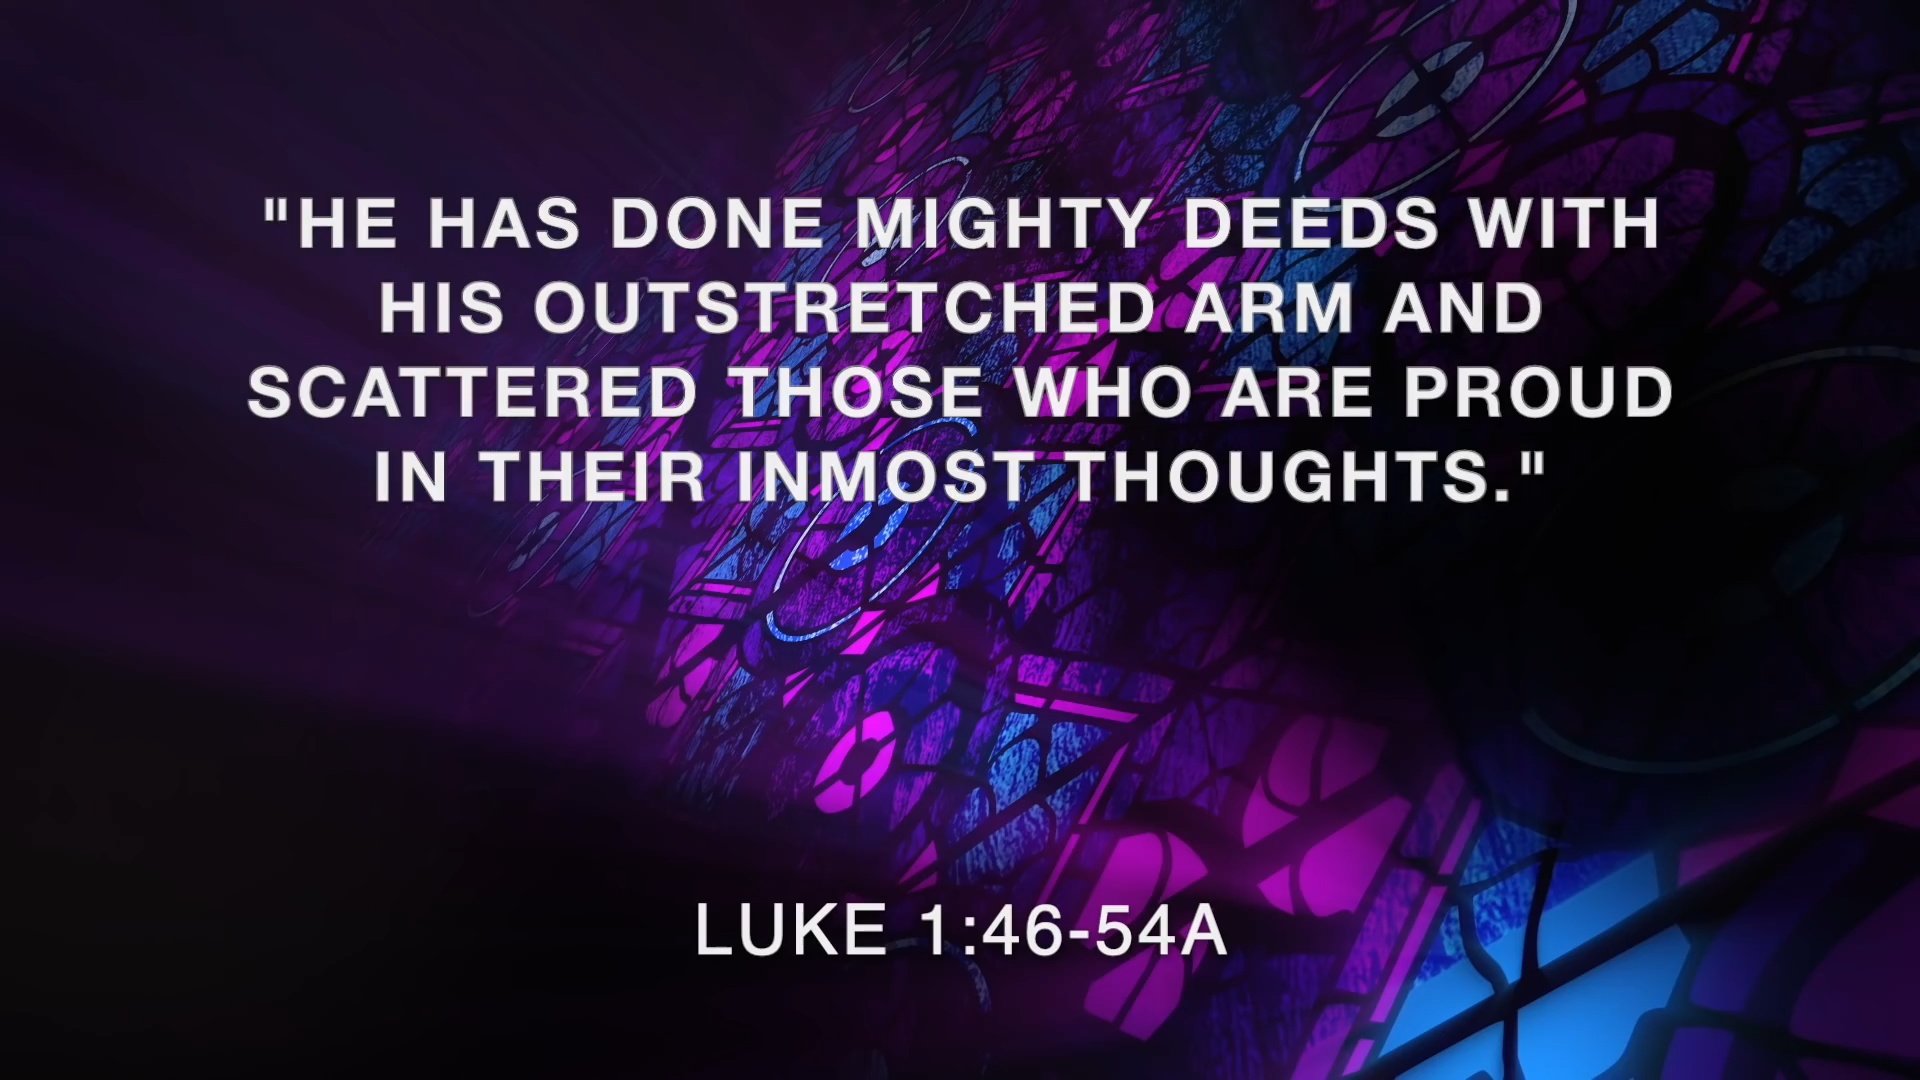 "HE HAS DONE MIGHTY DEEDS WITH
HIS OUTSTRETCHED ARM AND
SCATTERED THOSE WHO ARE PROUD
IN THEIR INMOST THOUGHTS."
LUKE 1:46-54A